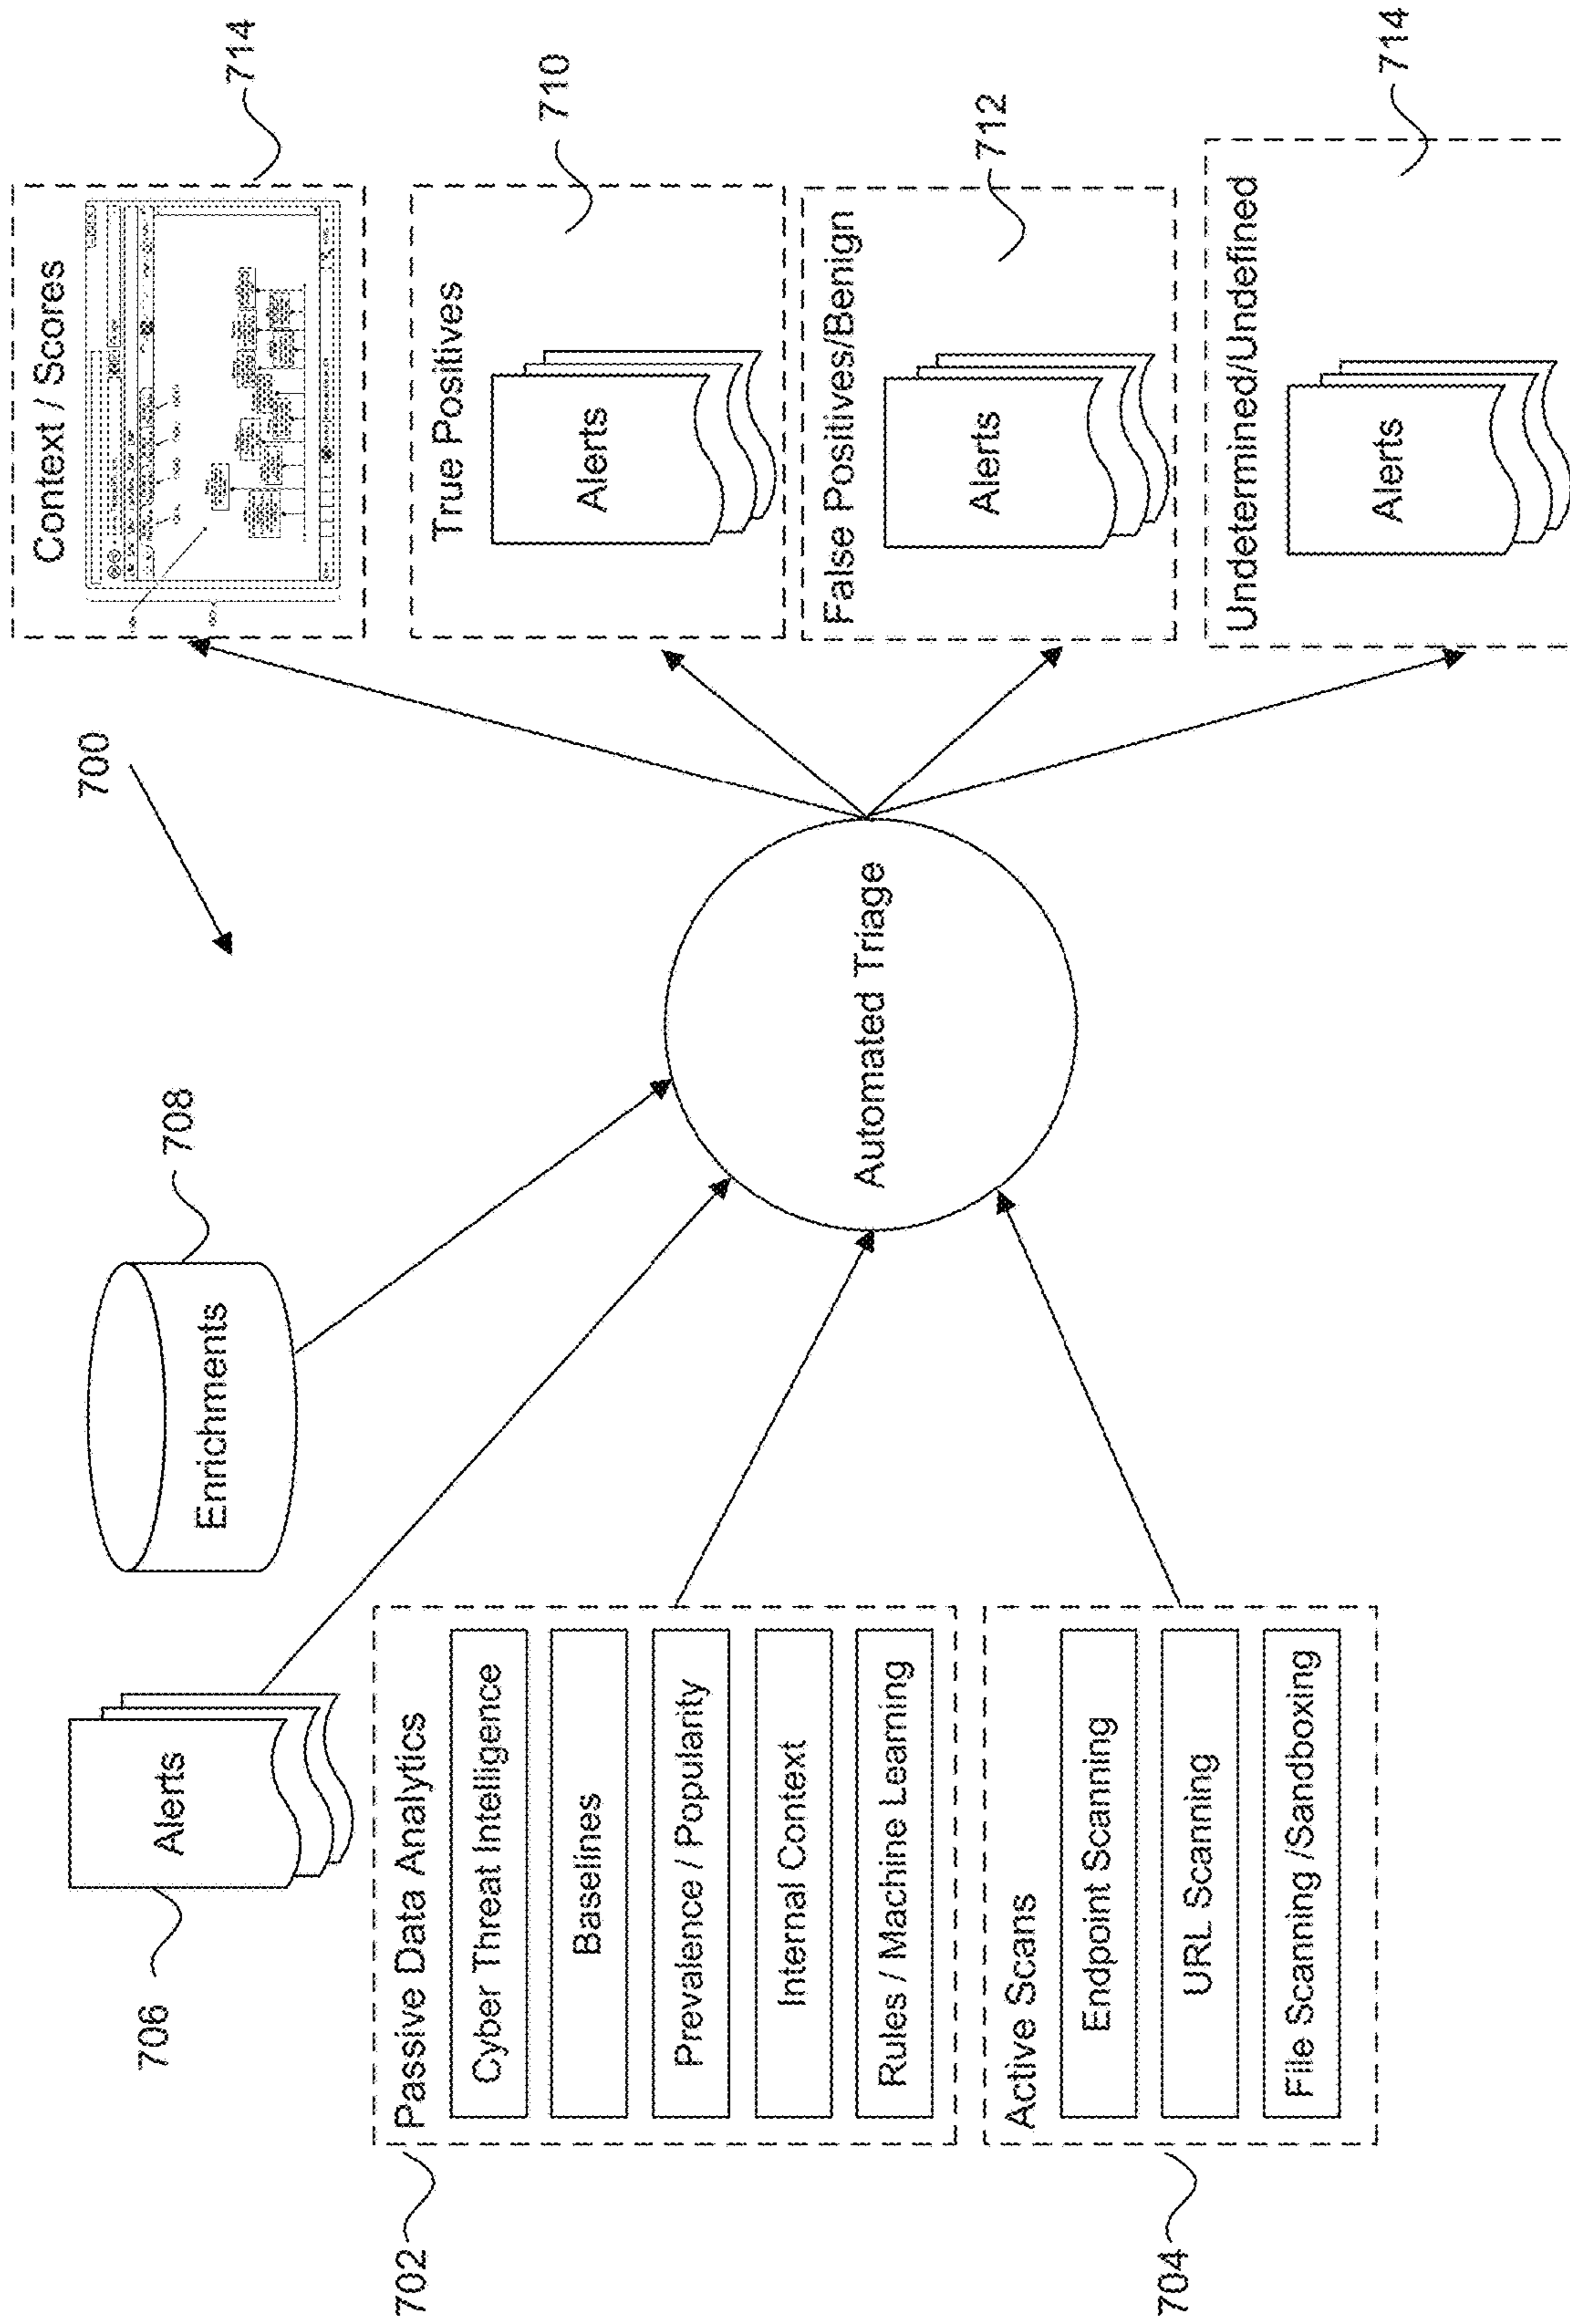 700
706
Alerts
Enrichments
708
702
Passive Data Analytics
Cyber Threat Intelligence
Baselines
Prevalence / Popularity
Internal Context
Rules / Machine Learning
704
Active Scans
Endpoint Scanning
URL Scanning
File Scanning /Sandboxing
Automated Triage
Context / Scores
714
True Positives
Alerts
710
False Positives/Benign
Alerts
712
Undetermined/Undefined
Alerts
714